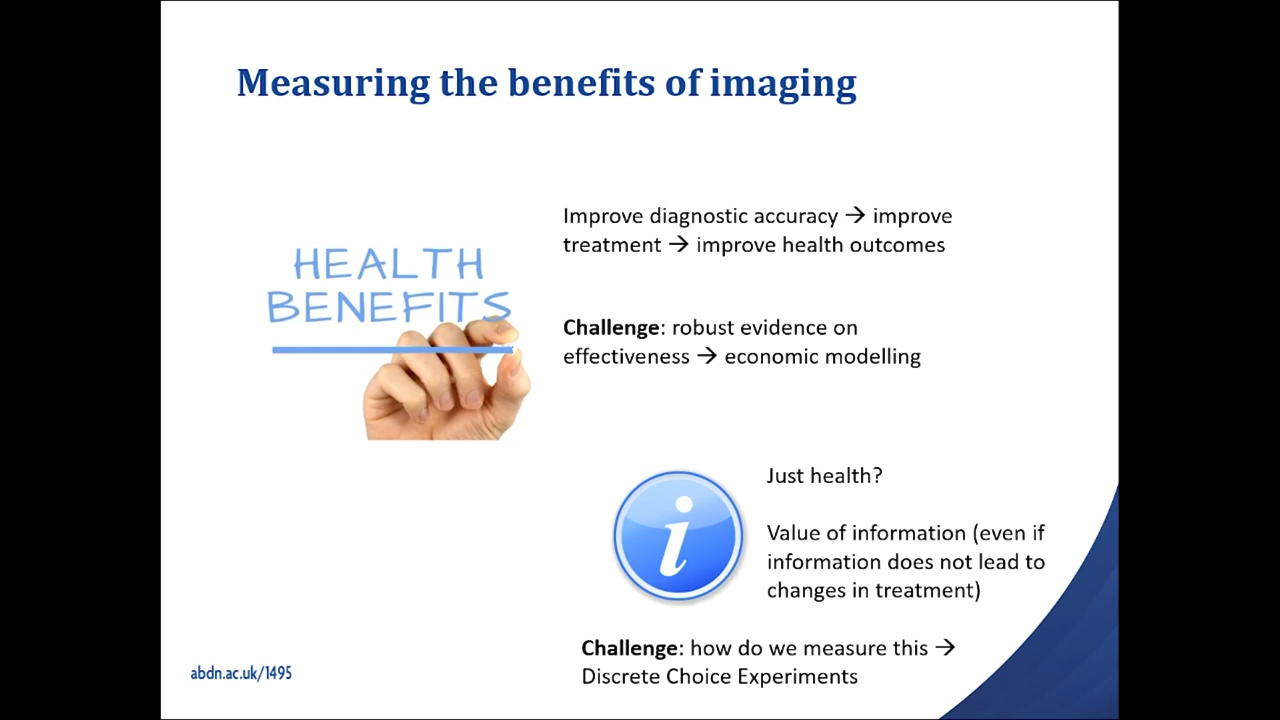 Measuring the benefits of imaging
HEALTH
BENEFITS
Improve diagnostic accuracy → improve
treatment → improve health outcomes
Challenge: robust evidence on
effectiveness → economic modelling
i
Just health?
Value of information (even if
information does not lead to
changes in treatment)
Challenge: how do we measure this →
Discrete Choice Experiments
abdn.ac.uk/1495